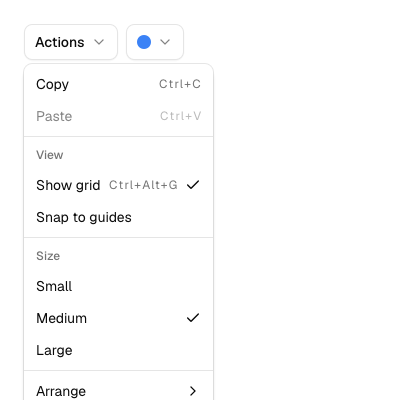 Actions
Copy Ctrl+C
Paste Ctrl+V
View
Show grid Ctrl+Alt+G
Snap to guides
Size
Small
Medium
Large
Arrange